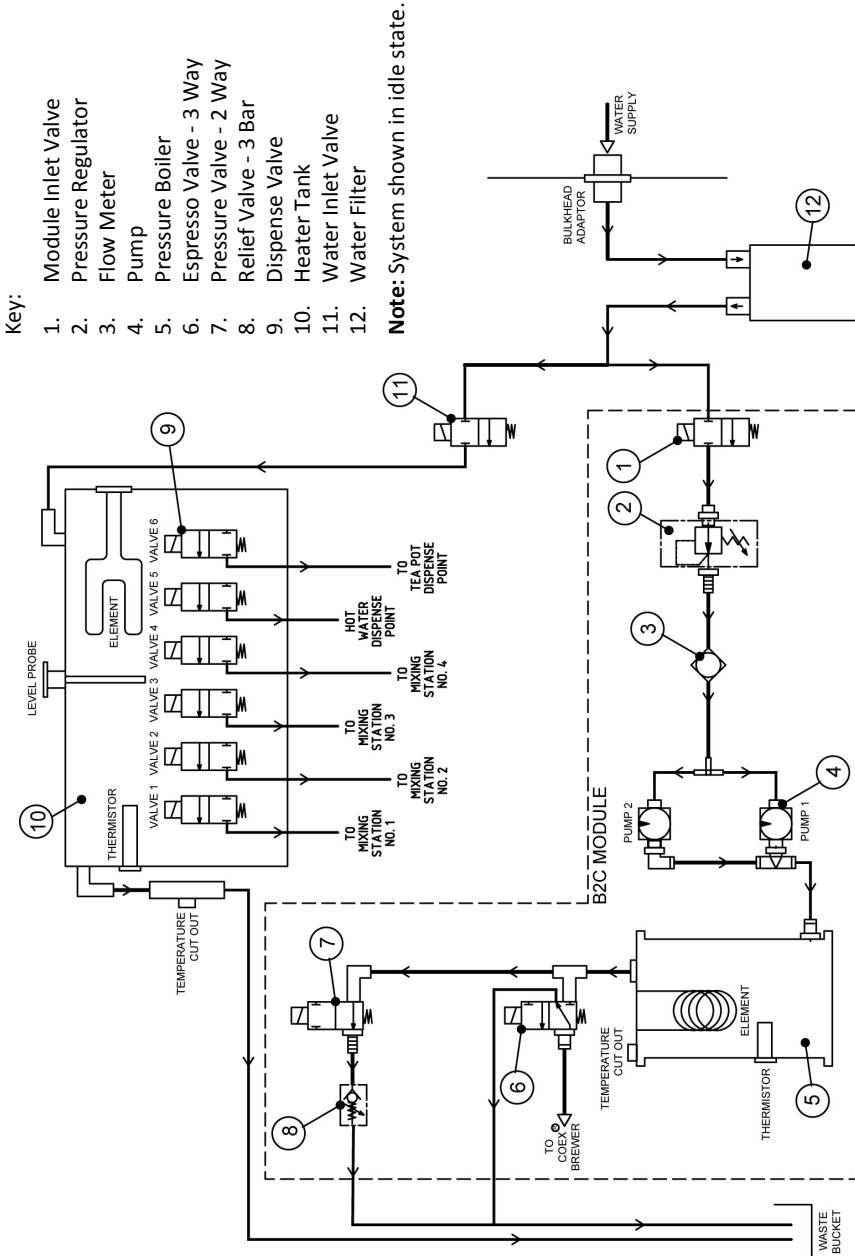 Key:
1. Module Inlet Valve
2. Pressure Regulator
3. Flow Meter
4. Pump
5. Pressure Boiler
6. Espresso Valve - 3 Way
7. Pressure Valve - 2 Way
8. Relief Valve - 3 Bar
9. Dispense Valve
10. Heater Tank
11. Water Inlet Valve
12. Water Filter
Note: System shown in idle state.
LEVEL PROBE
10
THERMISTOR
ELEMENT
VALVE 1
VALVE 2
VALVE 3
VALVE 4
VALVE 5
VALVE 6
9
TO
MIXING
STATION
NO. 1
TO
MIXING
STATION
NO. 2
TO
MIXING
STATION
NO. 3
TO
MIXING
STATION
NO. 4
HOT
WATER
DISPENSE
POINT
TO
TEA POT
DISPENSE
POINT
11
TEMPERATURE
CUT OUT
BULKHEAD
ADAPTOR
WATER
SUPPLY
12
1
2
3
B2C MODULE
PUMP 2
PUMP 1
4
7
8
6
TO
COEX®
BREWER
TEMPERATURE
CUT OUT
ELEMENT
THERMISTOR
5
WASTE
BUCKET